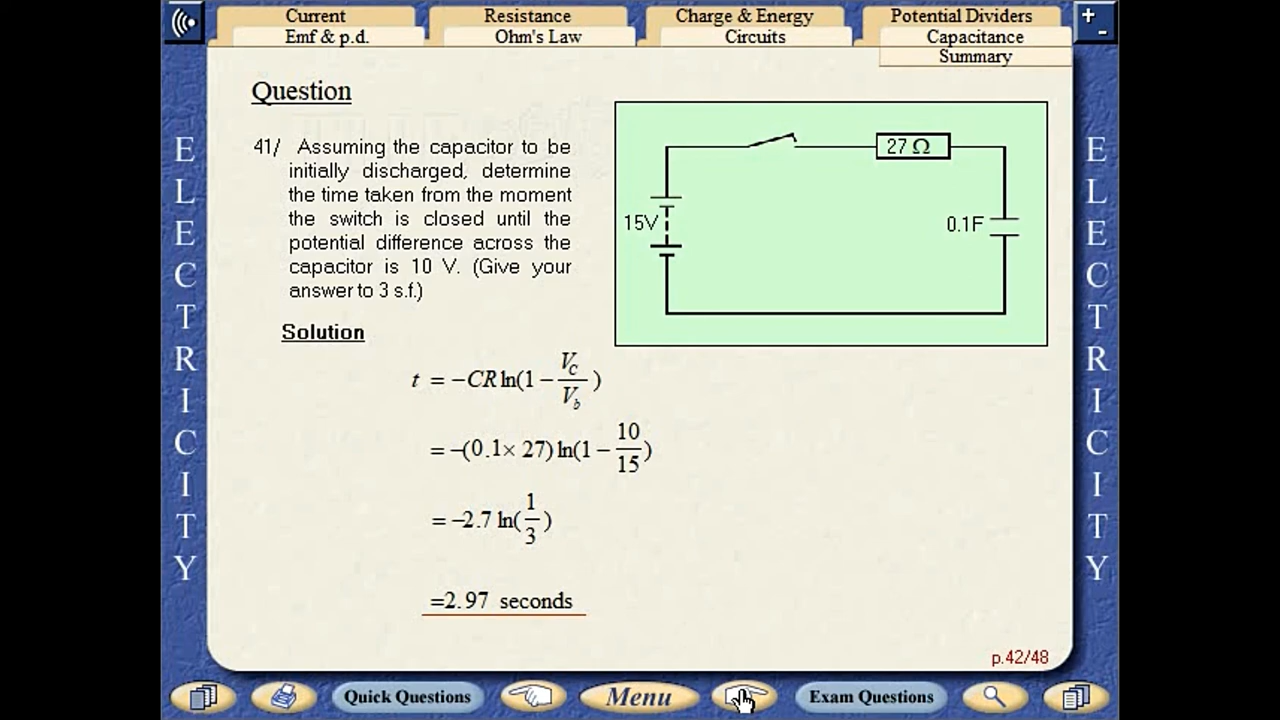 Current
Resistance
Charge & Energy
Potential Dividers
Emf & p.d.
Ohm's Law
Circuits
Capacitance
Summary
+
-
ELECTRICITY
Question
41/ Assuming the capacitor to be
initially discharged, determine
the time taken from the moment
the switch is closed until the
potential difference across the
capacitor is 10 V. (Give your
answer to 3 s.f.)
27 Ω
15V
0.1F
Solution
t = -CR ln(1 - V_C/V_b)
= -(0.1× 27) ln(1 - 10/15)
= -2.7 ln(1/3)
=2.97 seconds
p.42/48
ELECTRICITY
Quick Questions
Menu
Exam Questions